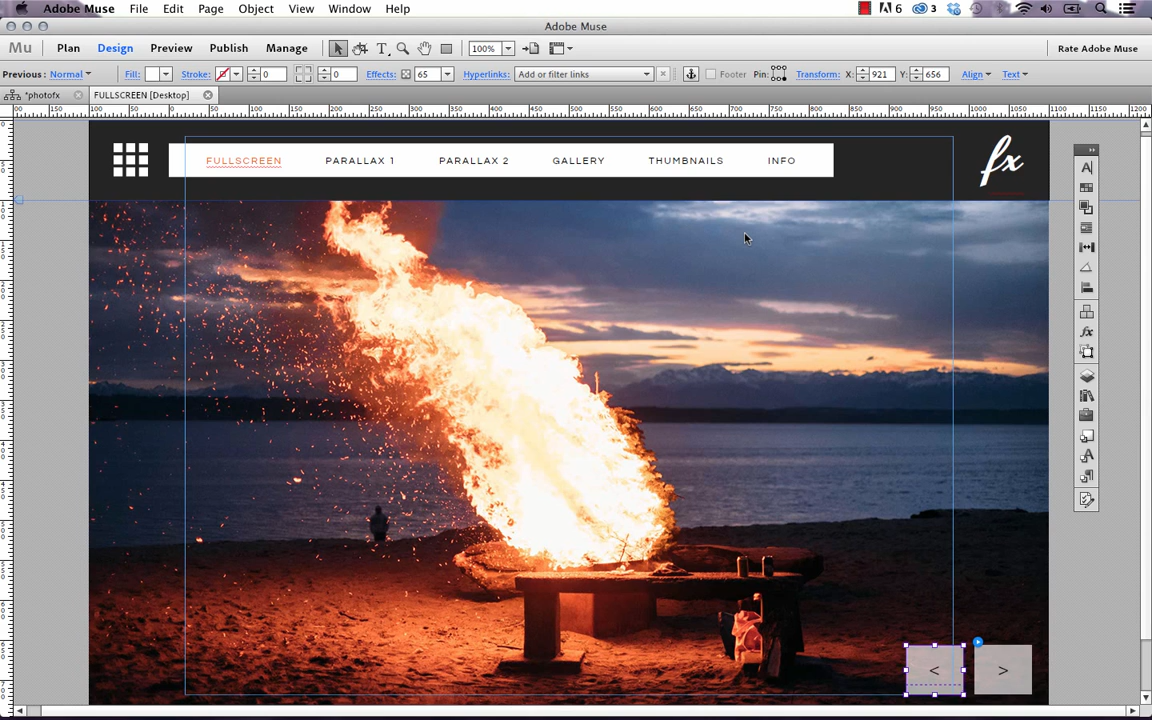 Adobe Muse File Edit Page Object View Window Help 6 3
Adobe Muse
Mu Plan Design Preview Publish Manage T 100% Rate Adobe Muse
Previous : Normal Fill: Stroke: 0 0 Effects: 65 Hyperlinks: Add or filter links Footer Pin: Transform: X: 921 Y: 656 Align Text
*photofx FULLSCREEN [Desktop]
FULLSCREEN PARALLAX 1 PARALLAX 2 GALLERY THUMBNAILS INFO
fx
< >